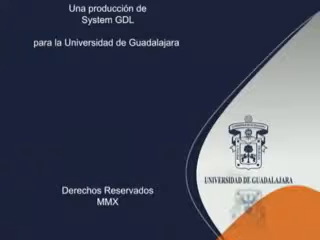 Una producción de
System GDL
para la Universidad de Guadalajara
UNIVERSIDAD DE GUADALAJARA
Derechos Reservados
MMX